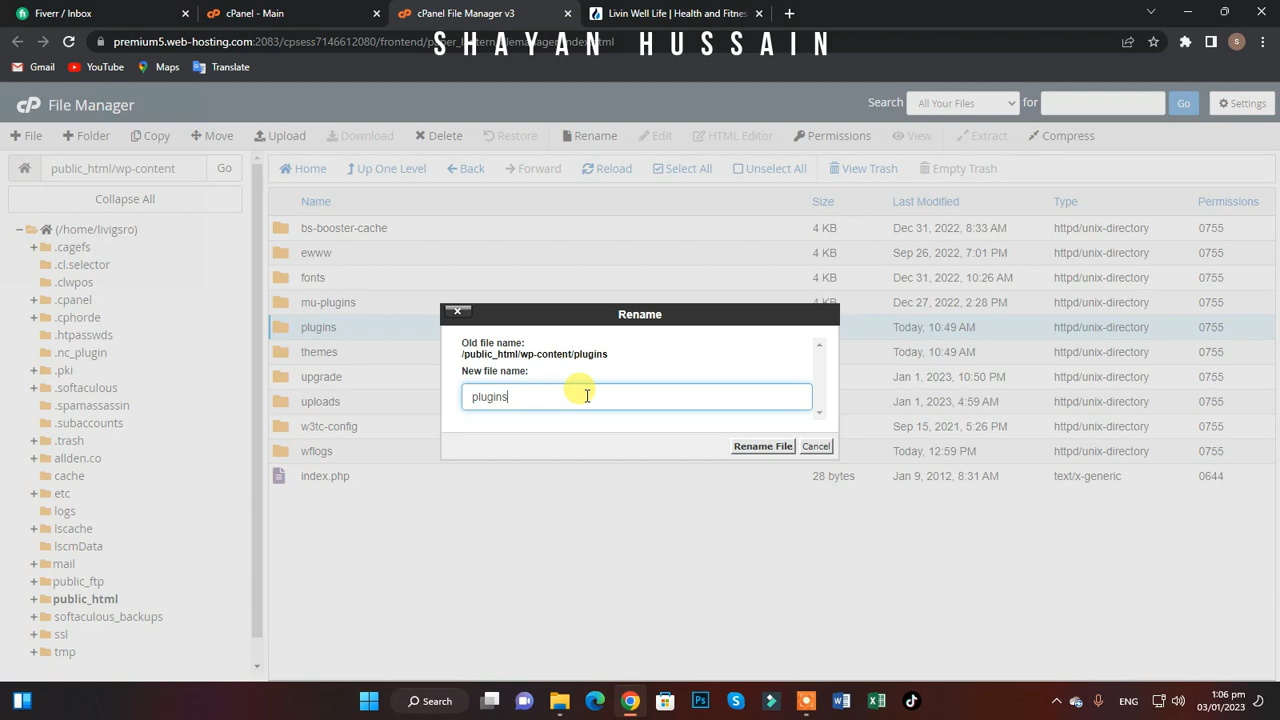 Fiverr / Inbox
cPanel - Main
cPanel File Manager v3
Livin Well Life | Health and Fitnes
premium5.web-hosting.com:2083/cpsess7146612080/frontend/
SHAYAN HUSSAIN
Gmail
YouTube
Maps
Translate
cP File Manager
Search
All Your Files
for
Go
Settings
+ File
+ Folder
Copy
Move
Upload
Download
Delete
Restore
Rename
Edit
HTML Editor
Permissions
View
Extract
Compress
public_html/wp-content
Go
Home
Up One Level
Back
Forward
Reload
Select All
Unselect All
View Trash
Empty Trash
Collapse All
(/home/livigsro)
.cagefs
.cl.selector
.clwpos
.cpanel
.cphorde
.htpasswds
.nc_plugin
.pki
.softaculous
.spamassassin
.subaccounts
.trash
allden.co
cache
etc
logs
lscache
lscmData
mail
public_ftp
public_html
softaculous_backups
ssl
tmp
Name Size Last Modified Type Permissions
bs-booster-cache 4 KB Dec 31, 2022, 8:33 AM httpd/unix-directory 0755
ewww 4 KB Sep 26, 2022, 7:01 PM httpd/unix-directory 0755
fonts 4 KB Dec 31, 2022, 10:26 AM httpd/unix-directory 0755
mu-plugins 4 KB Dec 27, 2022, 2:28 PM httpd/unix-directory 0755
plugins Today, 10:49 AM httpd/unix-directory 0755
themes Today, 10:49 AM httpd/unix-directory 0755
upgrade Jan 1, 2023, 10:50 PM httpd/unix-directory 0755
uploads Jan 1, 2023, 4:59 AM httpd/unix-directory 0755
w3tc-config Sep 15, 2021, 5:26 PM httpd/unix-directory 0755
wflogs Today, 12:59 PM httpd/unix-directory 0755
index.php 28 bytes Jan 9, 2012, 8:31 AM text/x-generic 0644
Rename
Old file name:
/public_html/wp-content/plugins
New file name:
plugins
Rename File
Cancel
Search
1:06 pm
03/01/2023